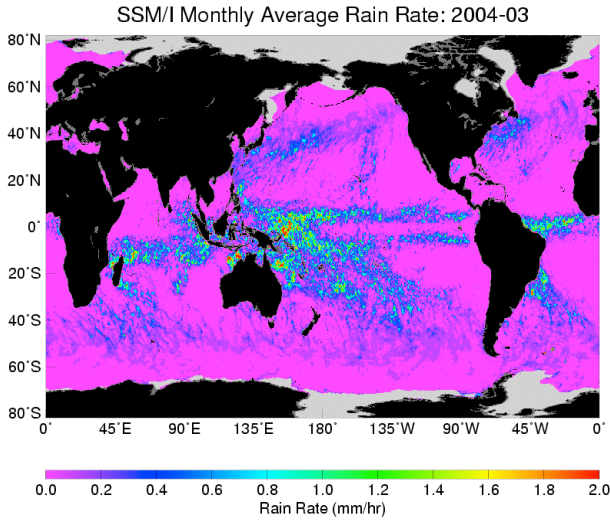 SSM/I Monthly Average Rain Rate: 2004-03
80°N
60°N
40°N
20°N
0°
20°S
40°S
60°S
80°S
0° 45°E 90°E 135°E 180° 135°W 90°W 45°W 0°
0.0 0.2 0.4 0.6 0.8 1.0 1.2 1.4 1.6 1.8 2.0
Rain Rate (mm/hr)